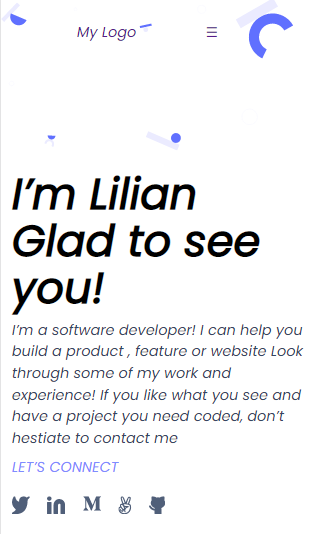 My Logo
I’m Lilian
Glad to see
you!
I’m a software developer! I can help you
build a product , feature or website Look
through some of my work and
experience! If you like what you see and
have a project you need coded, don’t
hestiate to contact me
LET’S CONNECT